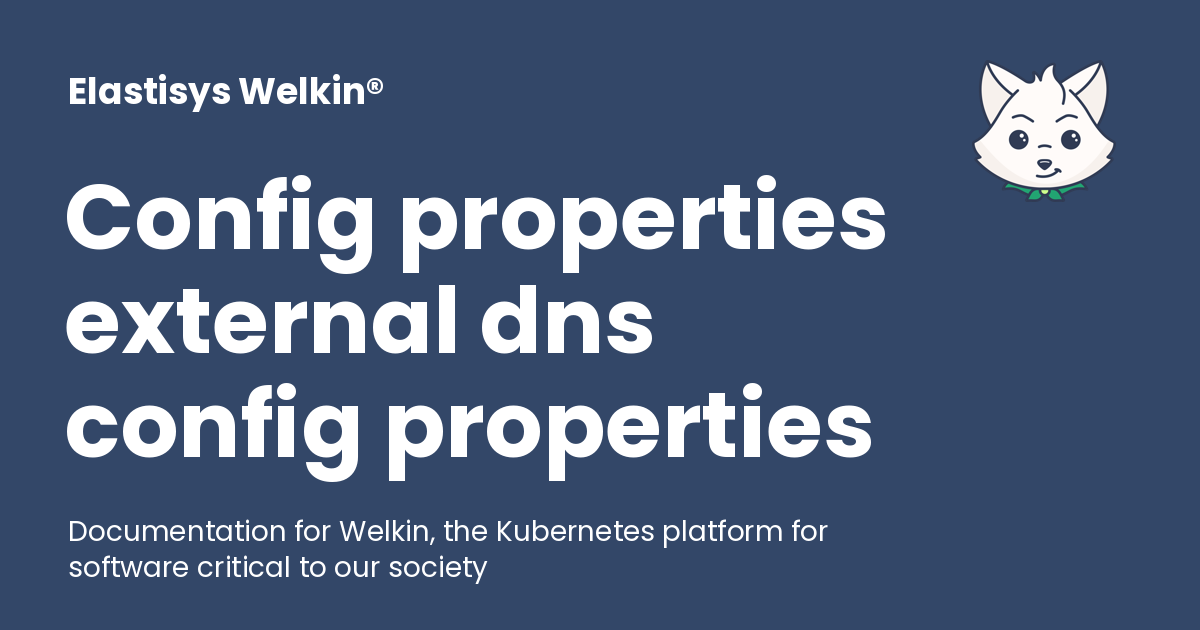 Elastisys Welkin®
Config properties
external dns
config properties
Documentation for Welkin, the Kubernetes platform for
software critical to our society